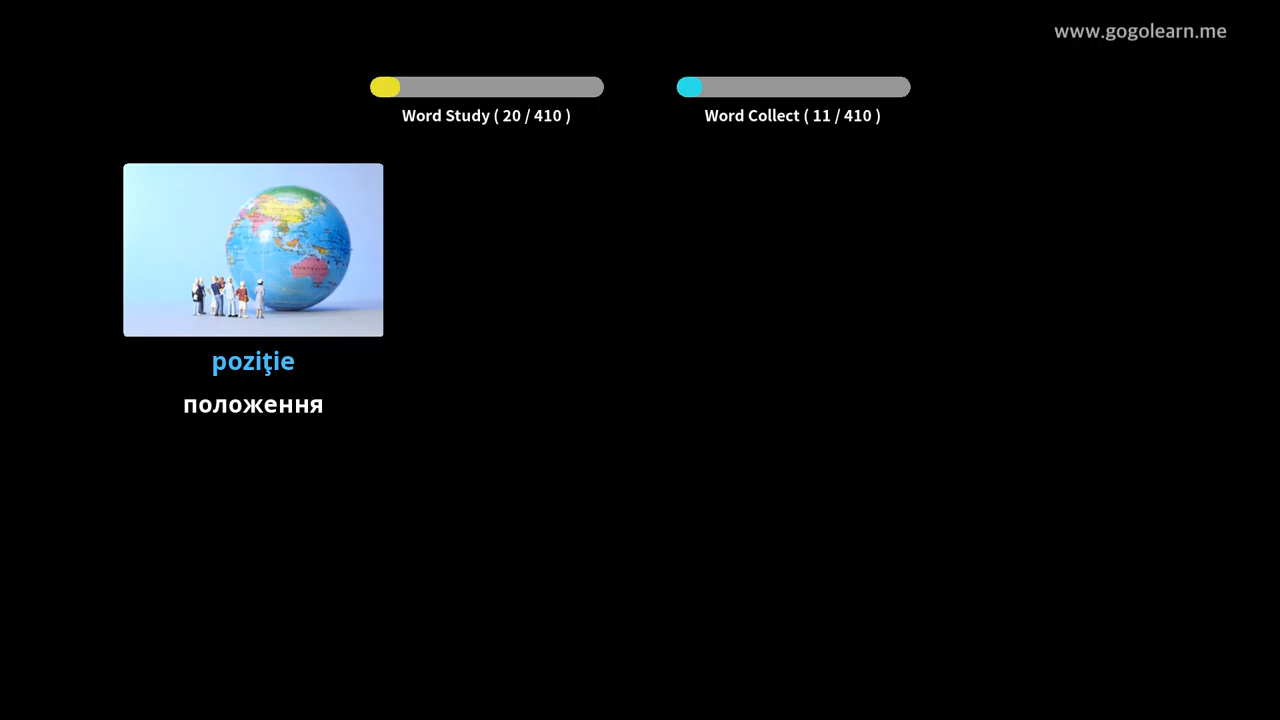 www.gogolearn.me
Word Study ( 20 / 410 )
Word Collect ( 11 / 410 )
poziţie
положення